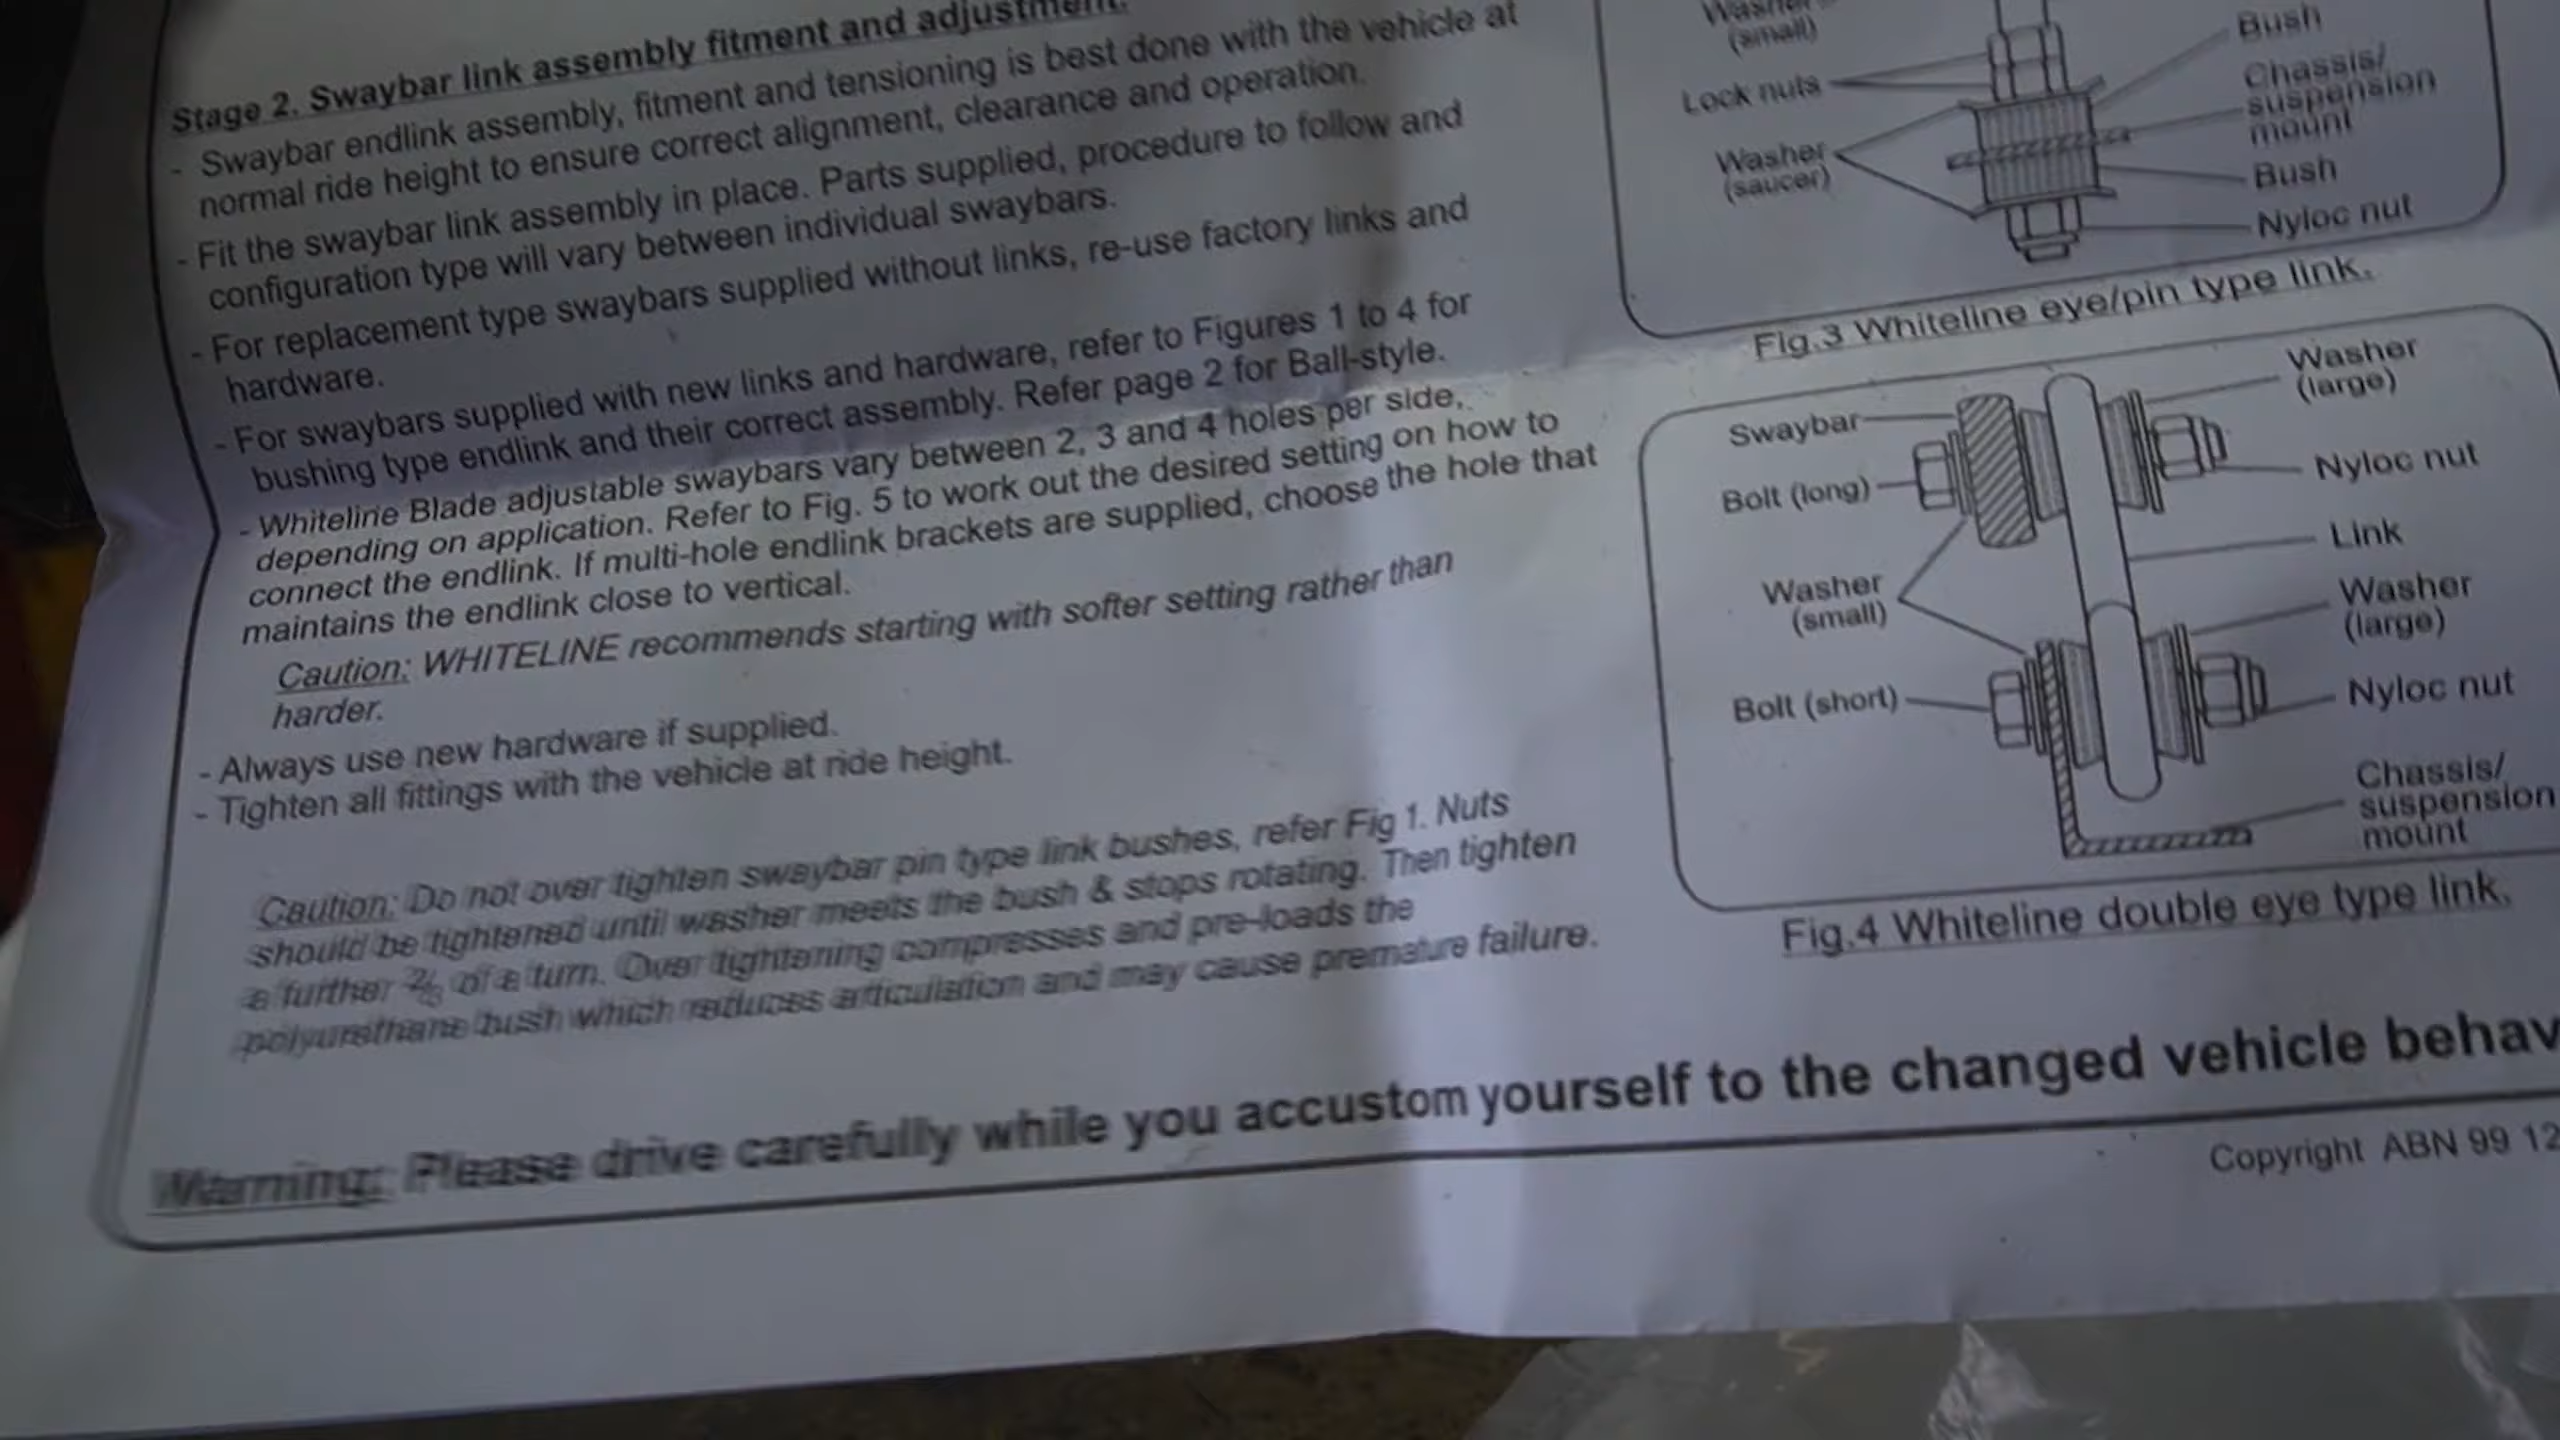 Stage 2. Swaybar link assembly fitment and adjustment.
- Swaybar endlink assembly, fitment and tensioning is best done with the vehicle at
normal ride height to ensure correct alignment, clearance and operation.
- Fit the swaybar link assembly in place. Parts supplied, procedure to follow and
configuration type will vary between individual swaybars.
- For replacement type swaybars supplied without links, re-use factory links and
hardware.
- For swaybars supplied with new links and hardware, refer to Figures 1 to 4 for
bushing type endlink and their correct assembly. Refer page 2 for Ball-style.
- Whiteline Blade adjustable swaybars vary between 2, 3 and 4 holes per side,
depending on application. Refer to Fig. 5 to work out the desired setting on how to
connect the endlink. If multi-hole endlink brackets are supplied, choose the hole that
maintains the endlink close to vertical.
Caution: WHITELINE recommends starting with softer setting rather than
harder.
- Always use new hardware if supplied.
- Tighten all fittings with the vehicle at ride height.
Caution: Do not over tighten swaybar pin type link bushes, refer Fig 1. Nuts
should be tightened until washer meets the bush & stops rotating. Then tighten
a further of a turn. Over tightening compresses and pre-loads the
polyurethane bush which reduces articulation and may cause premature failure.
Washer
(small)
Lock nuts
Washer
(saucer)
Bush
Chassis/
suspension
mount
Bush
Nyloc nut
Fig.3 Whiteline eye/pin type link.
Swaybar
Bolt (long)
Washer
(small)
Bolt (short)
Washer
(large)
Nyloc nut
Link
Washer
(large)
Nyloc nut
Chassis/
suspension
mount
Fig.4 Whiteline double eye type link.
Warning: Please drive carefully while you accustom yourself to the changed vehicle behav
Copyright ABN 99 12